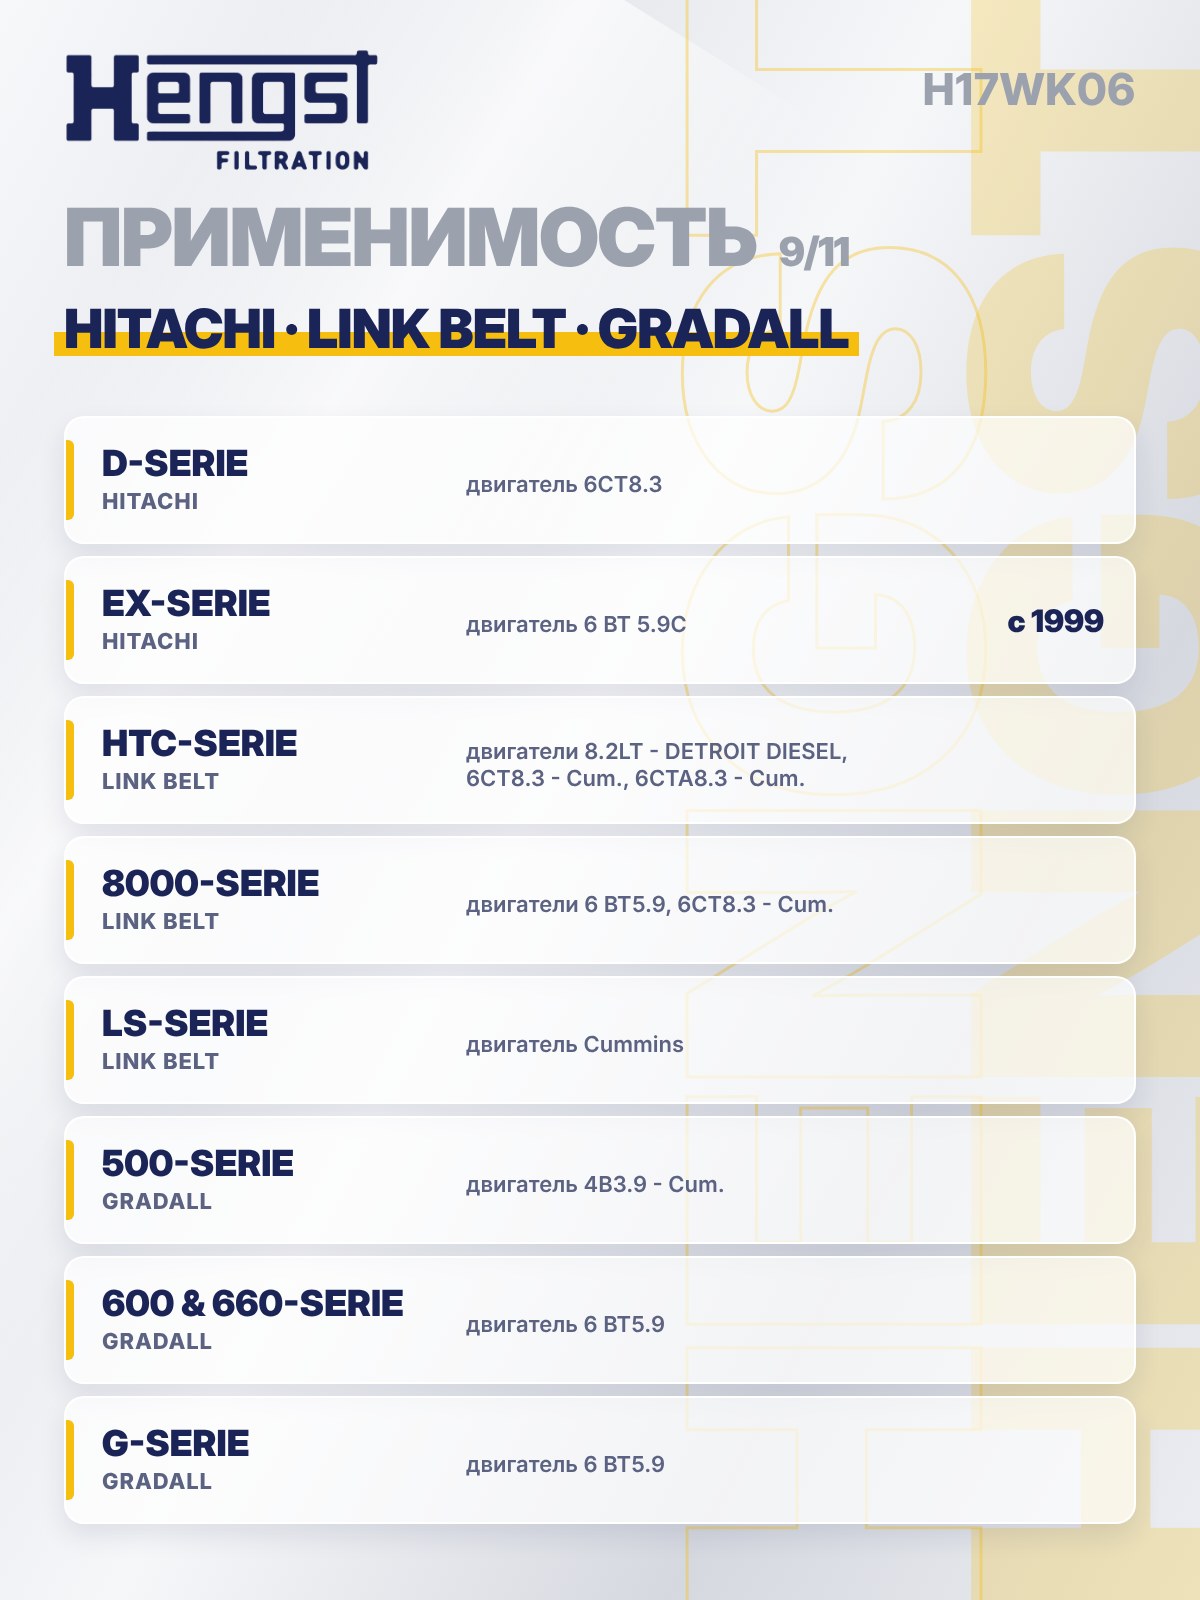 Hengst
FILTRATION
H17WK06
ПРИМЕНИМОСТЬ 9/11
HITACHI · LINK BELT · GRADALL
D-SERIE
HITACHI
двигатель 6CT8.3
EX-SERIE
HITACHI
двигатель 6 BT 5.9C
с 1999
HTC-SERIE
LINK BELT
двигатели 8.2LT - DETROIT DIESEL,
6CT8.3 - Cum., 6CTA8.3 - Cum.
8000-SERIE
LINK BELT
двигатели 6 BT5.9, 6CT8.3 - Cum.
LS-SERIE
LINK BELT
двигатель Cummins
500-SERIE
GRADALL
двигатель 4B3.9 - Cum.
600 & 660-SERIE
GRADALL
двигатель 6 BT5.9
G-SERIE
GRADALL
двигатель 6 BT5.9
HENGST
HENGST